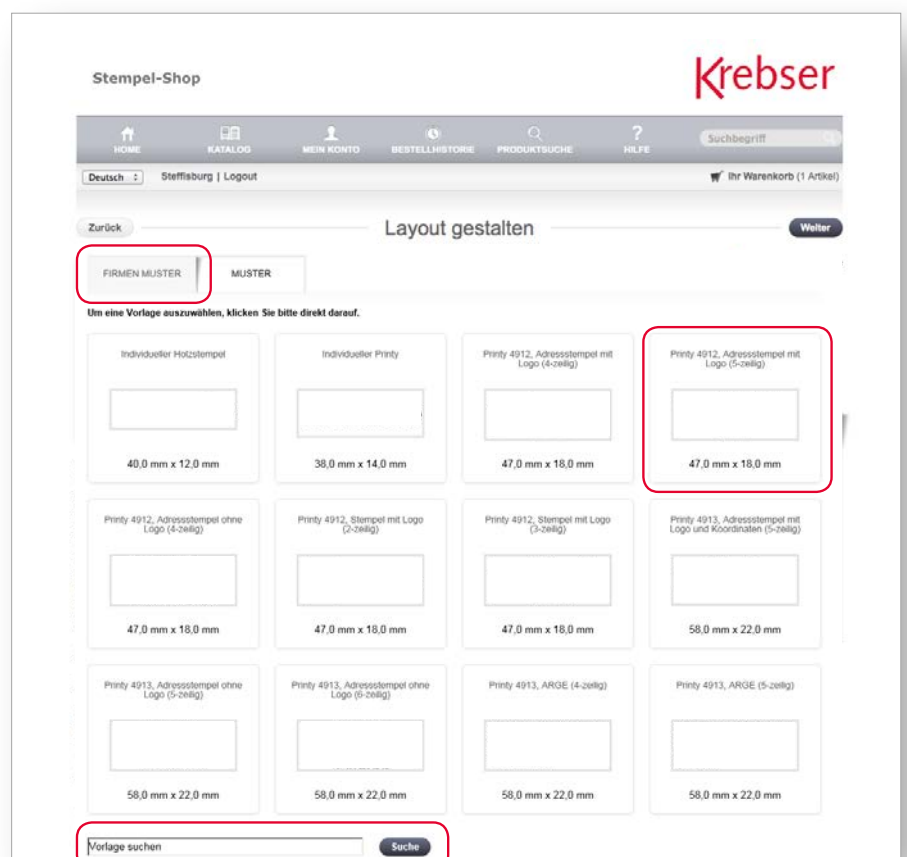 Stempel-Shop
Krebser
HOME KATALOG MEIN KONTO BESTELLHISTORIE PRODUKTSUCHE HILFE Suchbegriff
Deutsch Steffisburg | Logout Ihr Warenkorb (1 Artikel)
Zurück Layout gestalten Weiter
FIRMEN MUSTER MUSTER
Um eine Vorlage auszuwählen, klicken Sie bitte direkt darauf.
Individueller Holzstempel
40,0 mm x 12,0 mm
Individueller Printy
38,0 mm x 14,0 mm
Printy 4912, Adressstempel mit
Logo (4-zeilig)
47,0 mm x 18,0 mm
Printy 4912, Adressstempel mit
Logo (5-zeilig)
47,0 mm x 18,0 mm
Printy 4912, Adressstempel ohne
Logo (4-zeilig)
47,0 mm x 18,0 mm
Printy 4912, Stempel mit Logo
(2-zeilig)
47,0 mm x 18,0 mm
Printy 4912, Stempel mit Logo
(3-zeilig)
47,0 mm x 18,0 mm
Printy 4913, Adressstempel mit
Logo und Koordinaten (5-zeilig)
58,0 mm x 22,0 mm
Printy 4913, Adressstempel ohne
Logo (5-zeilig)
58,0 mm x 22,0 mm
Printy 4913, Adressstempel ohne
Logo (6-zeilig)
58,0 mm x 22,0 mm
Printy 4913, ARGE (4-zeilig)
58,0 mm x 22,0 mm
Printy 4913, ARGE (5-zeilig)
58,0 mm x 22,0 mm
Vorlage suchen Suche